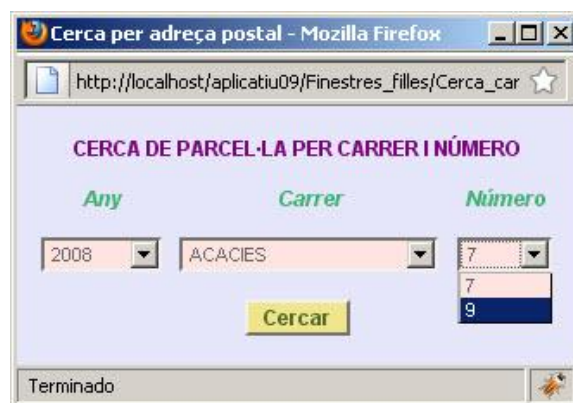 Cerca per adreça postal - Mozilla Firefox
http://localhost/aplicatiu09/Finestres_filles/Cerca_car
CERCA DE PARCEL·LA PER CARRER I NÚMERO
Any Carrer Número
2008 ACACIES 7
7
9
Cercar
Terminado